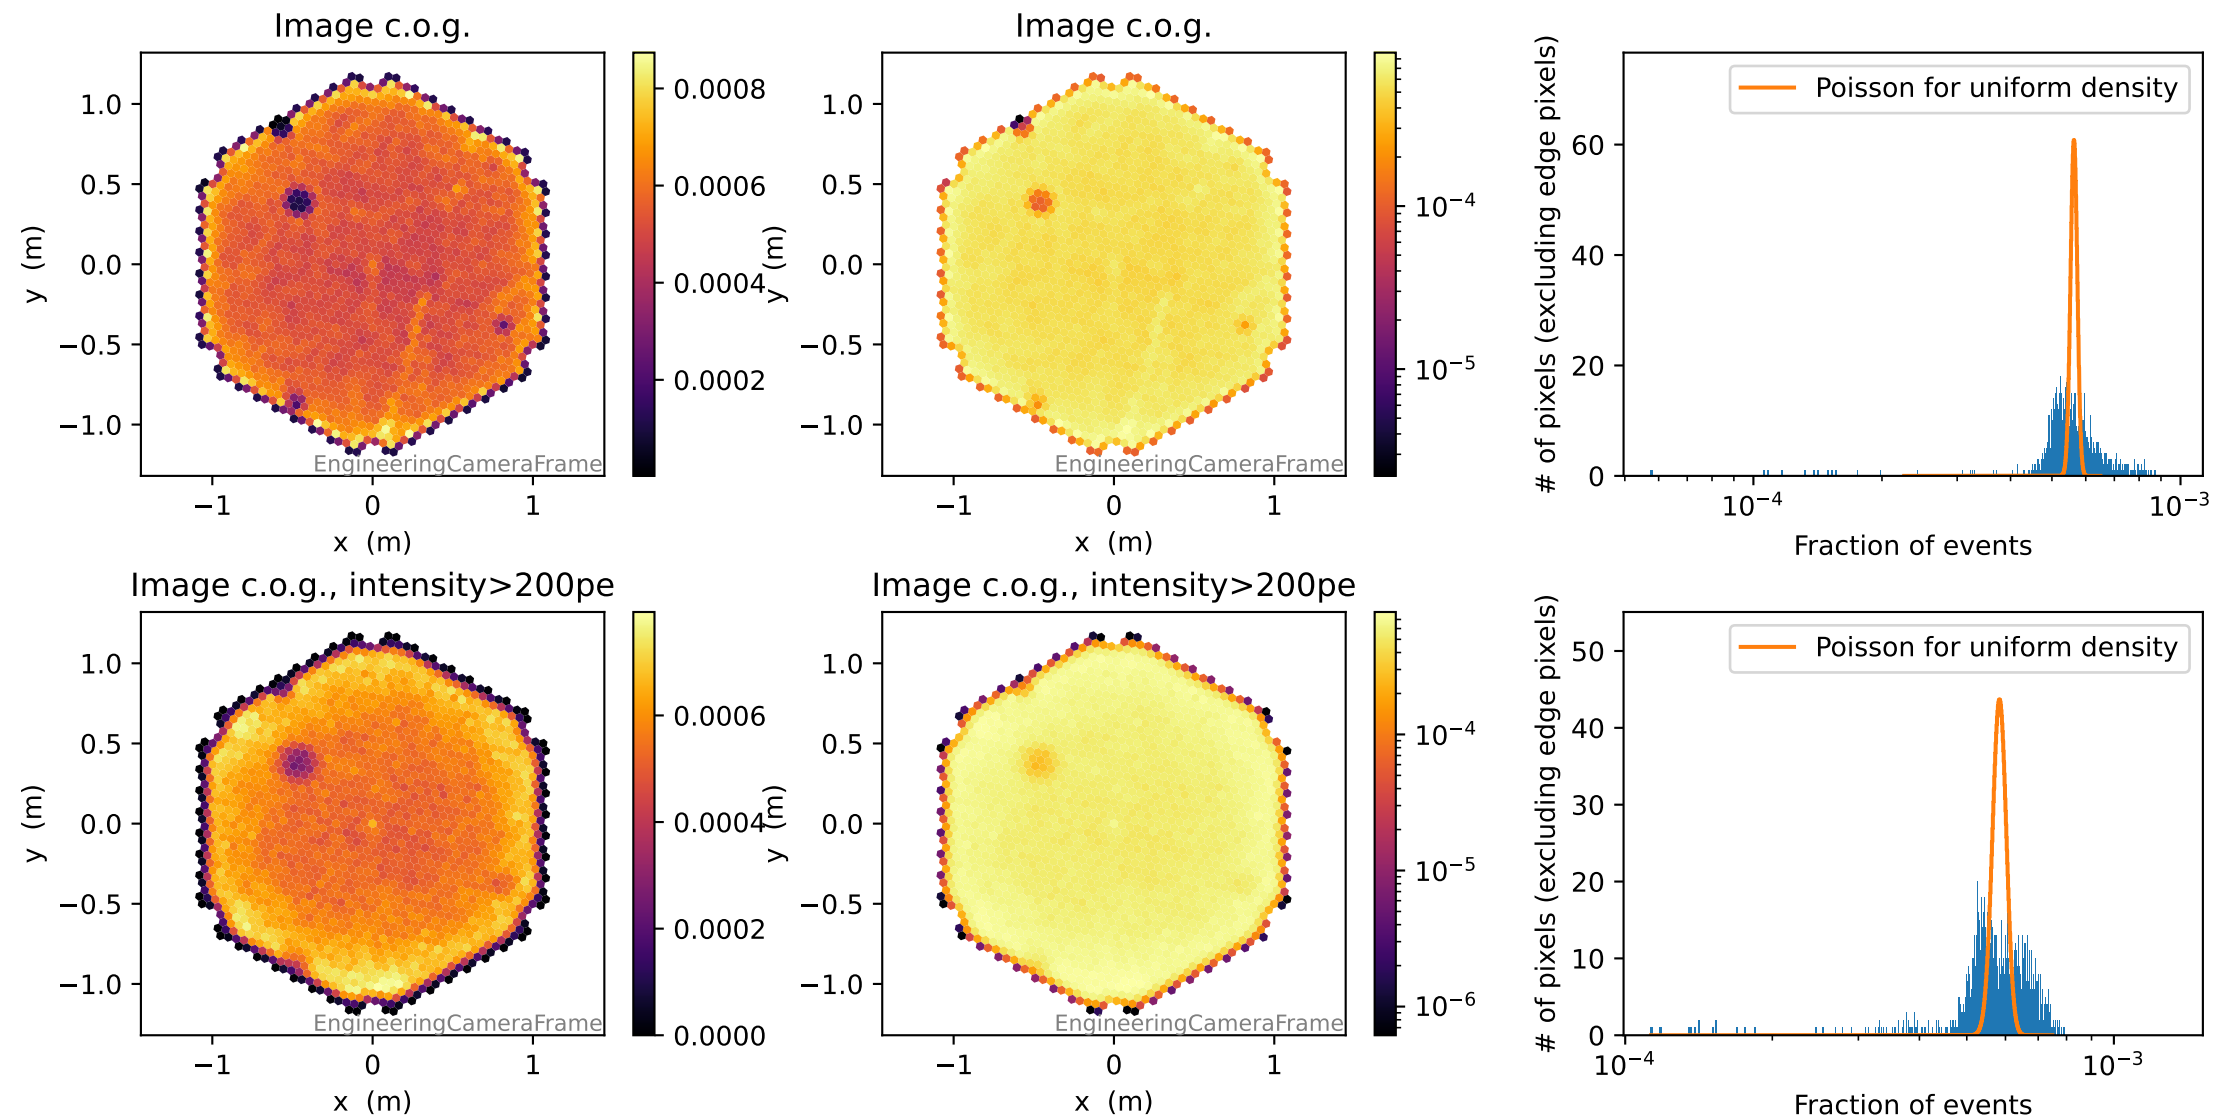 Image c.o.g.
1.0
0.5
0.0
−0.5
−1.0
y (m)
−1
0
1
x (m)
EngineeringCameraFrame
0.0008
0.0006
0.0004
0.0002
Image c.o.g.
1.0
0.5
0.0
−0.5
−1.0
y (m)
−1
0
1
x (m)
EngineeringCameraFrame
10⁻⁴
10⁻⁵
Poisson for uniform density
# of pixels (excluding edge pixels)
60
40
20
0
10⁻⁴
10⁻³
Fraction of events
Image c.o.g., intensity>200pe
1.0
0.5
0.0
−0.5
−1.0
y (m)
−1
0
1
x (m)
EngineeringCameraFrame
0.0006
0.0004
0.0002
0.0000
Image c.o.g., intensity>200pe
1.0
0.5
0.0
−0.5
−1.0
y (m)
−1
0
1
x (m)
EngineeringCameraFrame
10⁻⁴
10⁻⁵
10⁻⁶
Poisson for uniform density
# of pixels (excluding edge pixels)
50
40
30
20
10
0
10⁻⁴
10⁻³
Fraction of events